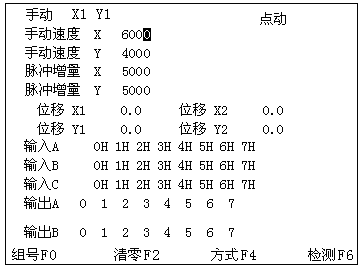 手动 X1 Y1 点动
手动速度 X 6000
手动速度 Y 4000
脉冲增量 X 5000
脉冲增量 Y 5000
位移 X1 0.0 位移 X2 0.0
位移 Y1 0.0 位移 Y2 0.0
输入A 0H 1H 2H 3H 4H 5H 6H 7H
输入B 0H 1H 2H 3H 4H 5H 6H 7H
输入C 0H 1H 2H 3H 4H 5H 6H 7H
输出A 0 1 2 3 4 5 6 7
输出B 0 1 2 3 4 5 6 7
组号F0 清零F2 方式F4 检测F6